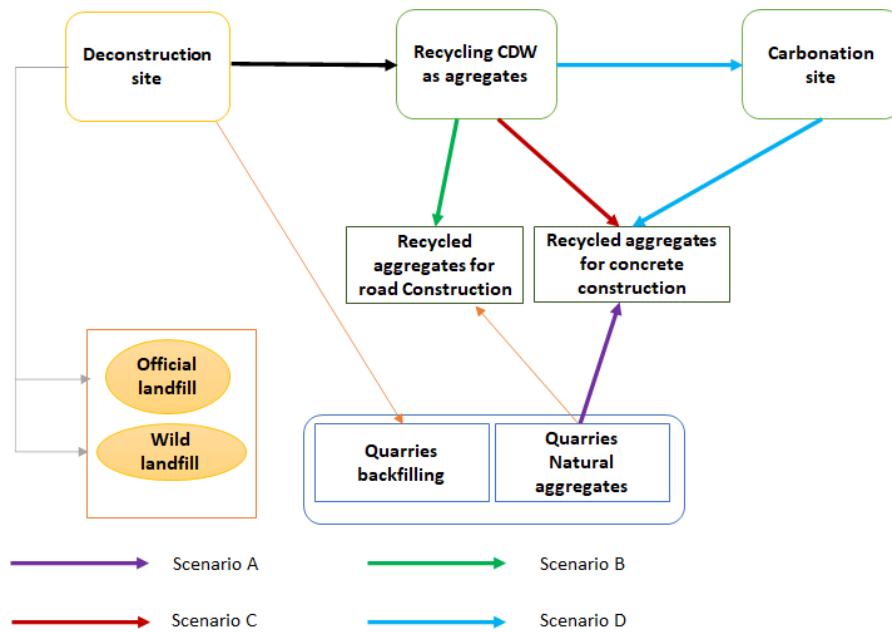 Deconstruction
site
Recycling CDW
as agregates
Carbonation
site
Recycled
aggregates for
road Construction
Recycled aggregates
for concrete
construction
Official
landfill
Wild
landfill
Quarries
backfilling
Quarries
Natural
aggregates
Scenario A
Scenario B
Scenario C
Scenario D